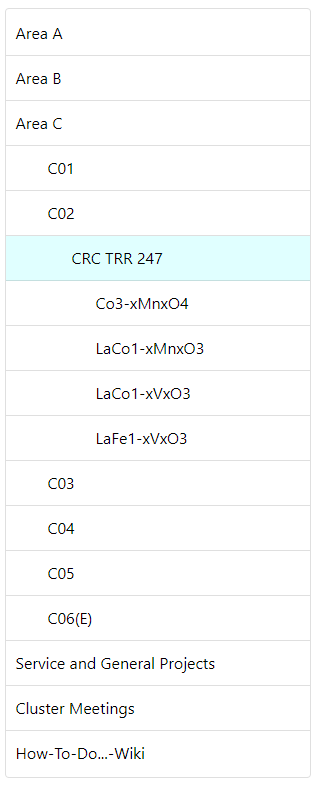 Area A
Area B
Area C
C01
C02
CRC TRR 247
Co3-xMnxO4
LaCo1-xMnxO3
LaCo1-xVxO3
LaFe1-xVxO3
C03
C04
C05
C06(E)
Service and General Projects
Cluster Meetings
How-To-Do...-Wiki